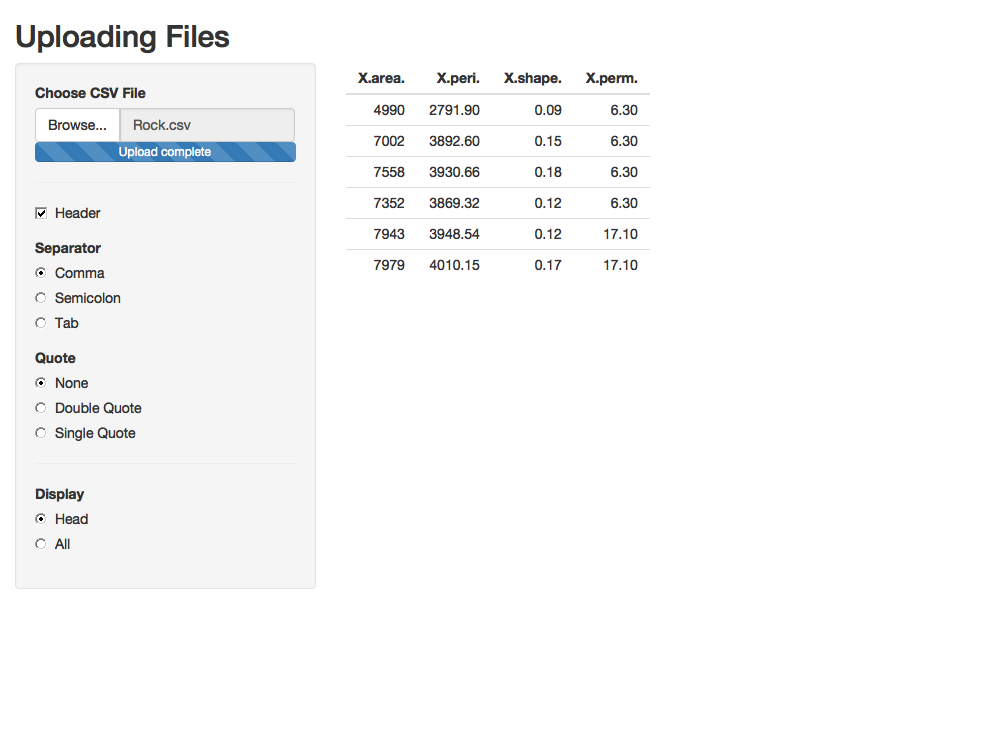 Uploading Files
Choose CSV File
Browse... Rock.csv
Upload complete
Header
Separator
Comma
Semicolon
Tab
Quote
None
Double Quote
Single Quote
Display
Head
All
X.area. X.peri. X.shape. X.perm.
4990 2791.90 0.09 6.30
7002 3892.60 0.15 6.30
7558 3930.66 0.18 6.30
7352 3869.32 0.12 6.30
7943 3948.54 0.12 17.10
7979 4010.15 0.17 17.10